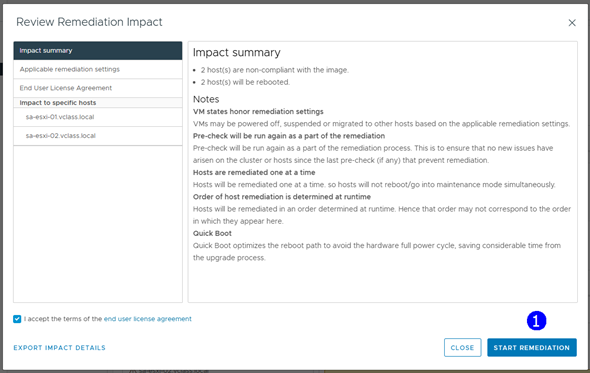 Review Remediation Impact
Impact summary
Applicable remediation settings
End User License Agreement
Impact to specific hosts
sa-esxi-01.vclass.local
sa-esxi-02.vclass.local
Impact summary
2 host(s) are non-compliant with the image.
2 host(s) will be rebooted.
Notes
VM states honor remediation settings
VMs may be powered off, suspended or migrated to other hosts based on the applicable remediation settings.
Pre-check will be run again as a part of the remediation
Pre-check will be run again as a part of the remediation process. This is to ensure that no new issues have
arisen on the cluster or hosts since the last pre-check (if any) that prevent remediation.
Hosts are remediated one at a time
Hosts will be remediated one at a time. so hosts will not reboot/go into maintenance mode simultaneously.
Order of host remediation is determined at runtime
Hosts will be remediated in an order determined at runtime. Hence that order may not correspond to the order
in which they appear here.
Quick Boot
Quick Boot optimizes the reboot path to avoid the hardware full power cycle, saving considerable time from
the upgrade process.
I accept the terms of the end user license agreement
1
EXPORT IMPACT DETAILS
CLOSE
START REMEDIATION